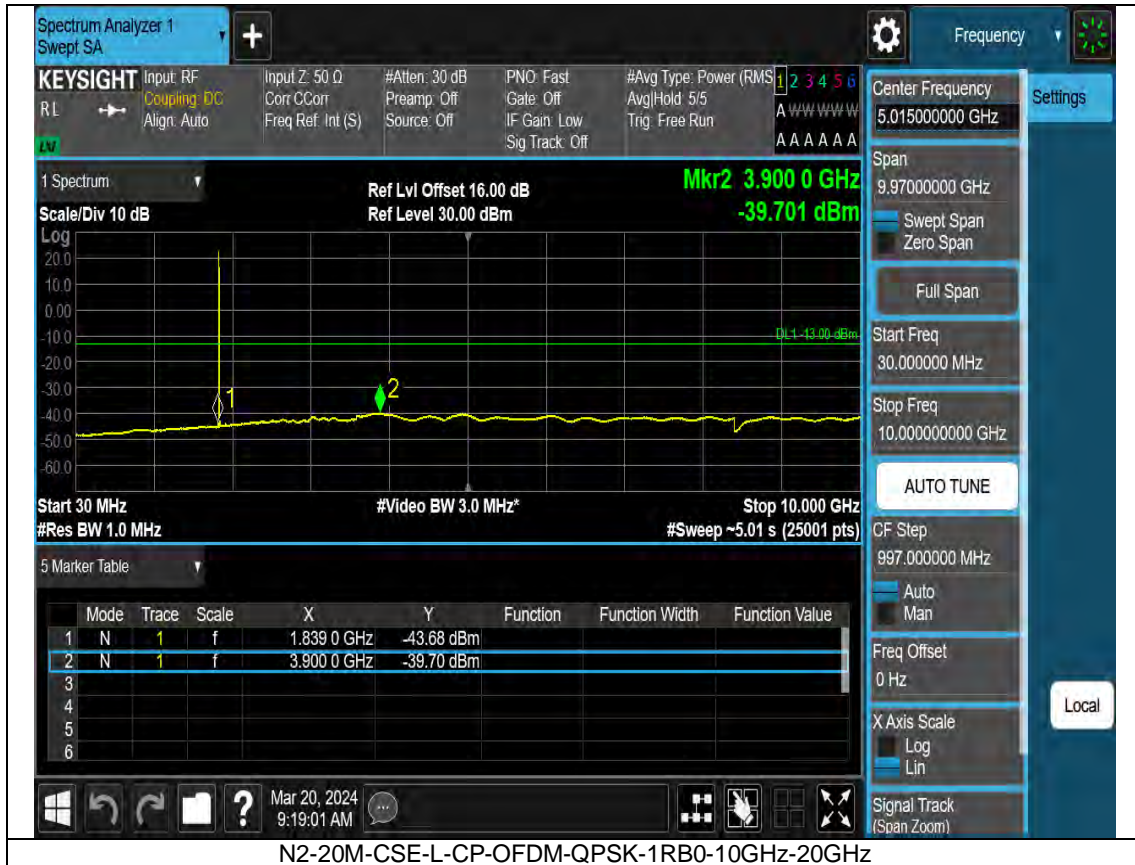 Spectrum Analyzer 1
Swept SA
+
Frequency
KEYSIGHT
RL
Input: RF
Coupling: DC
Align: Auto
Input Z: 50 Ω
Corr CCorr
Freq Ref: Int (S)
#Atten: 30 dB
Preamp: Off
Source: Off
PNO: Fast
Gate: Off
IF Gain: Low
Sig Track: Off
#Avg Type: Power (RMS
Avg|Hold: 5/5
Trig: Free Run
1 2 3 4 5 6
A W W W W W
A A A A A A
1 Spectrum
Scale/Div 10 dB
Ref Lvl Offset 16.00 dB
Ref Level 30.00 dBm
Mkr2 3.900 0 GHz
-39.701 dBm
Log
20.0
10.0
0.00
-10.0
-20.0
-30.0
-40.0
-50.0
-60.0
DL1 -13.00 dBm
1
2
Start 30 MHz
#Video BW 3.0 MHz*
Stop 10.000 GHz
#Res BW 1.0 MHz
#Sweep ~5.01 s (25001 pts)
5 Marker Table
Mode Trace Scale X Y Function Function Width Function Value
1 N 1 f 1.839 0 GHz -43.68 dBm
2 N 1 f 3.900 0 GHz -39.70 dBm
3
4
5
6
Center Frequency
5.015000000 GHz
Settings
Span
9.97000000 GHz
Swept Span
Zero Span
Full Span
Start Freq
30.000000 MHz
Stop Freq
10.000000000 GHz
AUTO TUNE
CF Step
997.000000 MHz
Auto
Man
Freq Offset
0 Hz
X Axis Scale
Log
Lin
Local
Signal Track
(Span Zoom)
?
Mar 20, 2024
9:19:01 AM
N2-20M-CSE-L-CP-OFDM-QPSK-1RB0-10GHz-20GHz